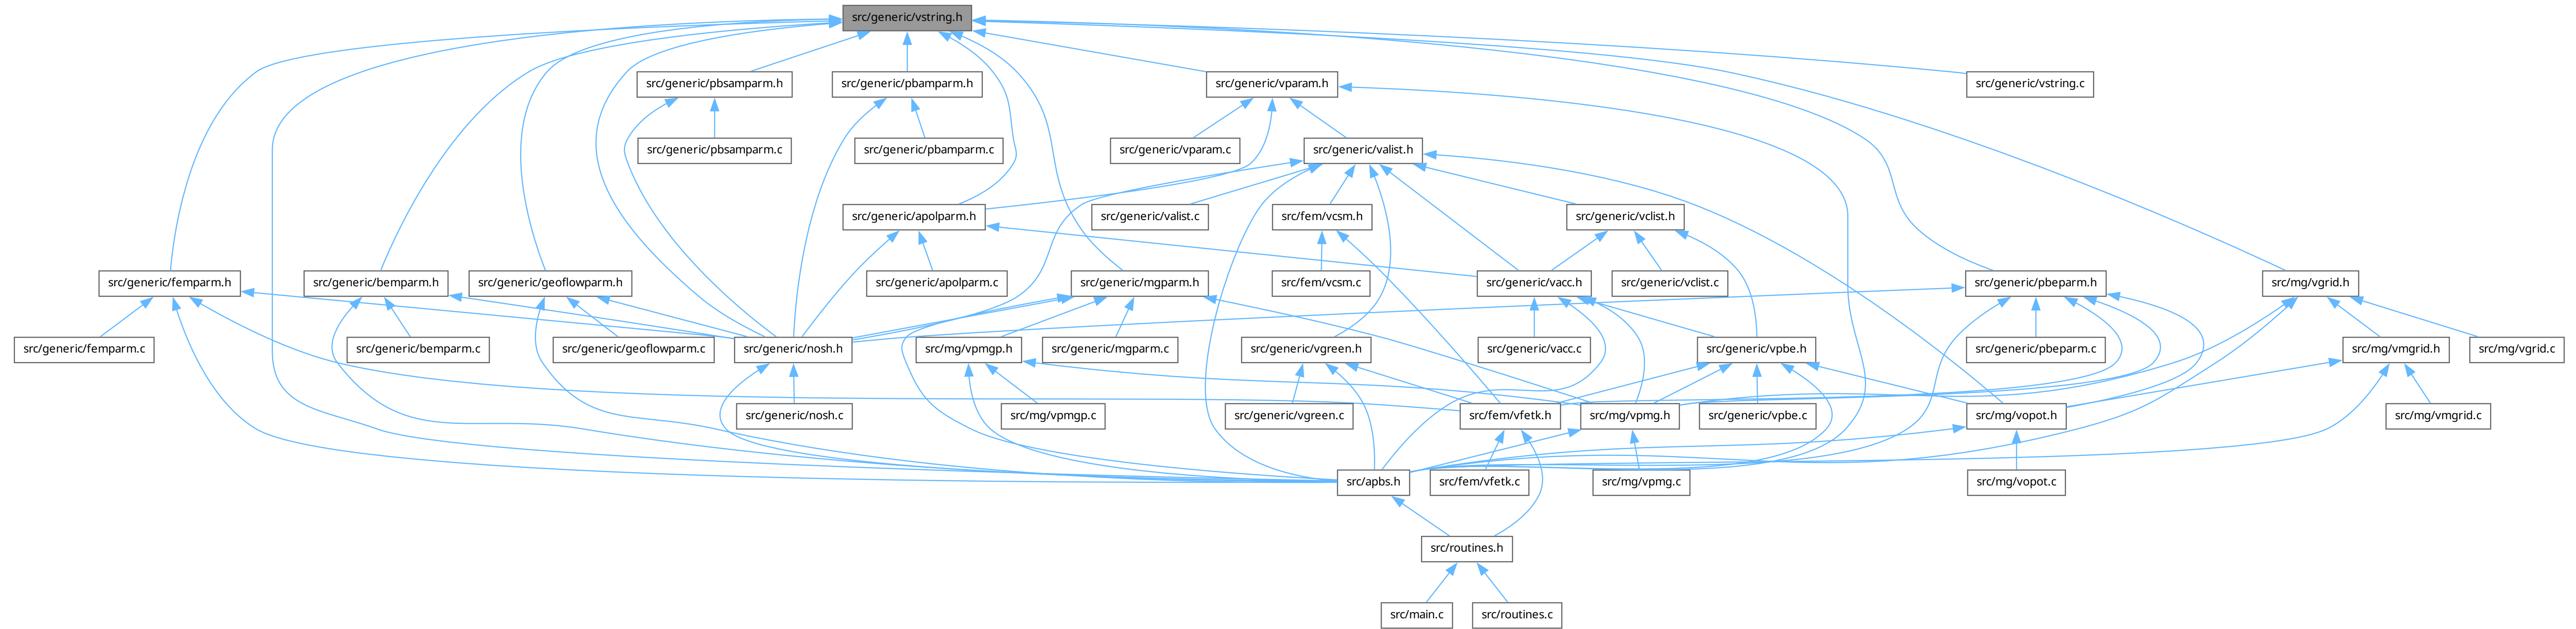 src/generic/vstring.h
src/generic/pbsamparm.h
src/generic/pbamparm.h
src/generic/vparam.h
src/generic/vstring.c
src/generic/pbsamparm.c
src/generic/pbamparm.c
src/generic/vparam.c
src/generic/valist.h
src/generic/apolparm.h
src/generic/valist.c
src/fem/vcsm.h
src/generic/vclist.h
src/generic/femparm.h
src/generic/bemparm.h
src/generic/geoflowparm.h
src/generic/apolparm.c
src/generic/mgparm.h
src/fem/vcsm.c
src/generic/vacc.h
src/generic/vclist.c
src/generic/pbeparm.h
src/mg/vgrid.h
src/generic/femparm.c
src/generic/bemparm.c
src/generic/geoflowparm.c
src/generic/nosh.h
src/mg/vpmgp.h
src/generic/mgparm.c
src/generic/vgreen.h
src/generic/vacc.c
src/generic/vpbe.h
src/generic/pbeparm.c
src/mg/vmgrid.h
src/mg/vgrid.c
src/generic/nosh.c
src/mg/vpmgp.c
src/generic/vgreen.c
src/fem/vfetk.h
src/mg/vpmg.h
src/generic/vpbe.c
src/mg/vopot.h
src/mg/vmgrid.c
src/apbs.h
src/fem/vfetk.c
src/mg/vpmg.c
src/mg/vopot.c
src/routines.h
src/main.c
src/routines.c